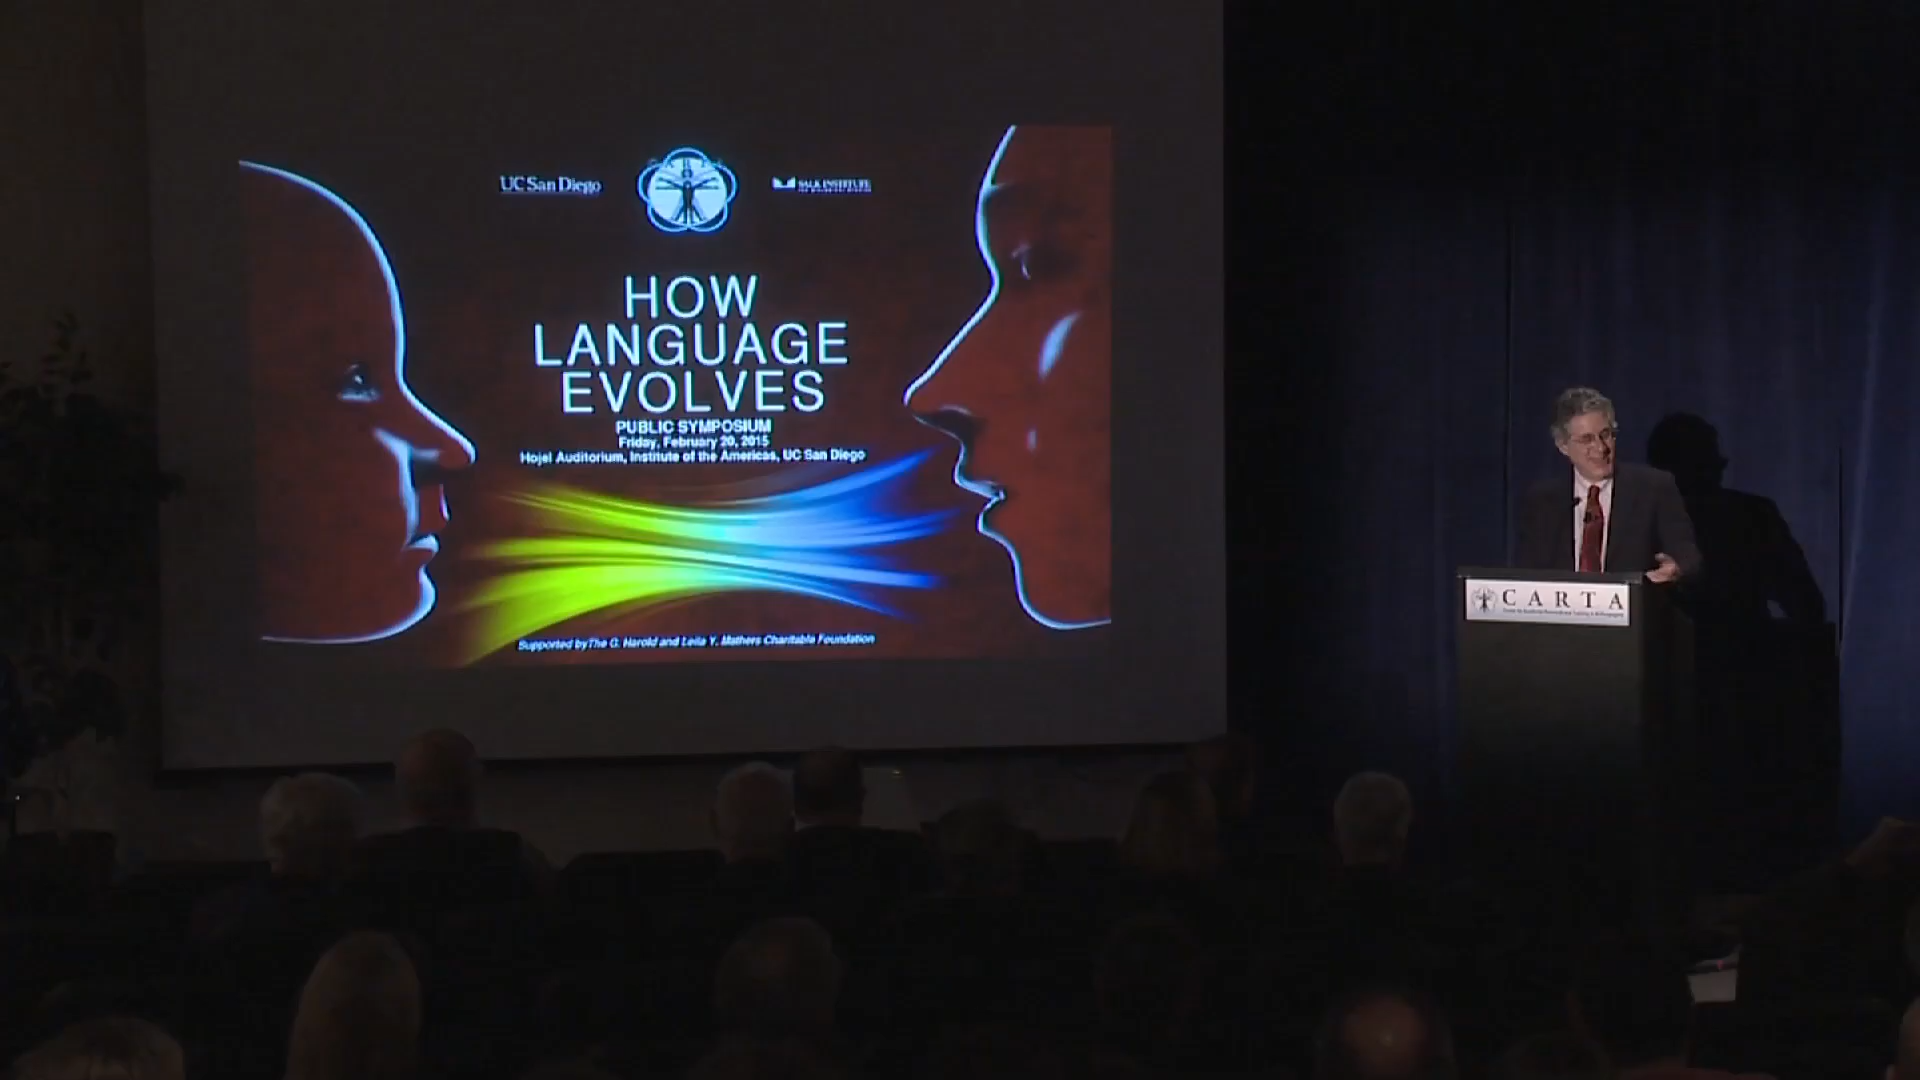 UC San Diego
SALK INSTITUTE
HOW
LANGUAGE
EVOLVES
PUBLIC SYMPOSIUM
Friday, February 20, 2015
Hojel Auditorium, Institute of the Americas, UC San Diego
Supported by The G. Harold and Leila Y. Mathers Charitable Foundation
CARTA